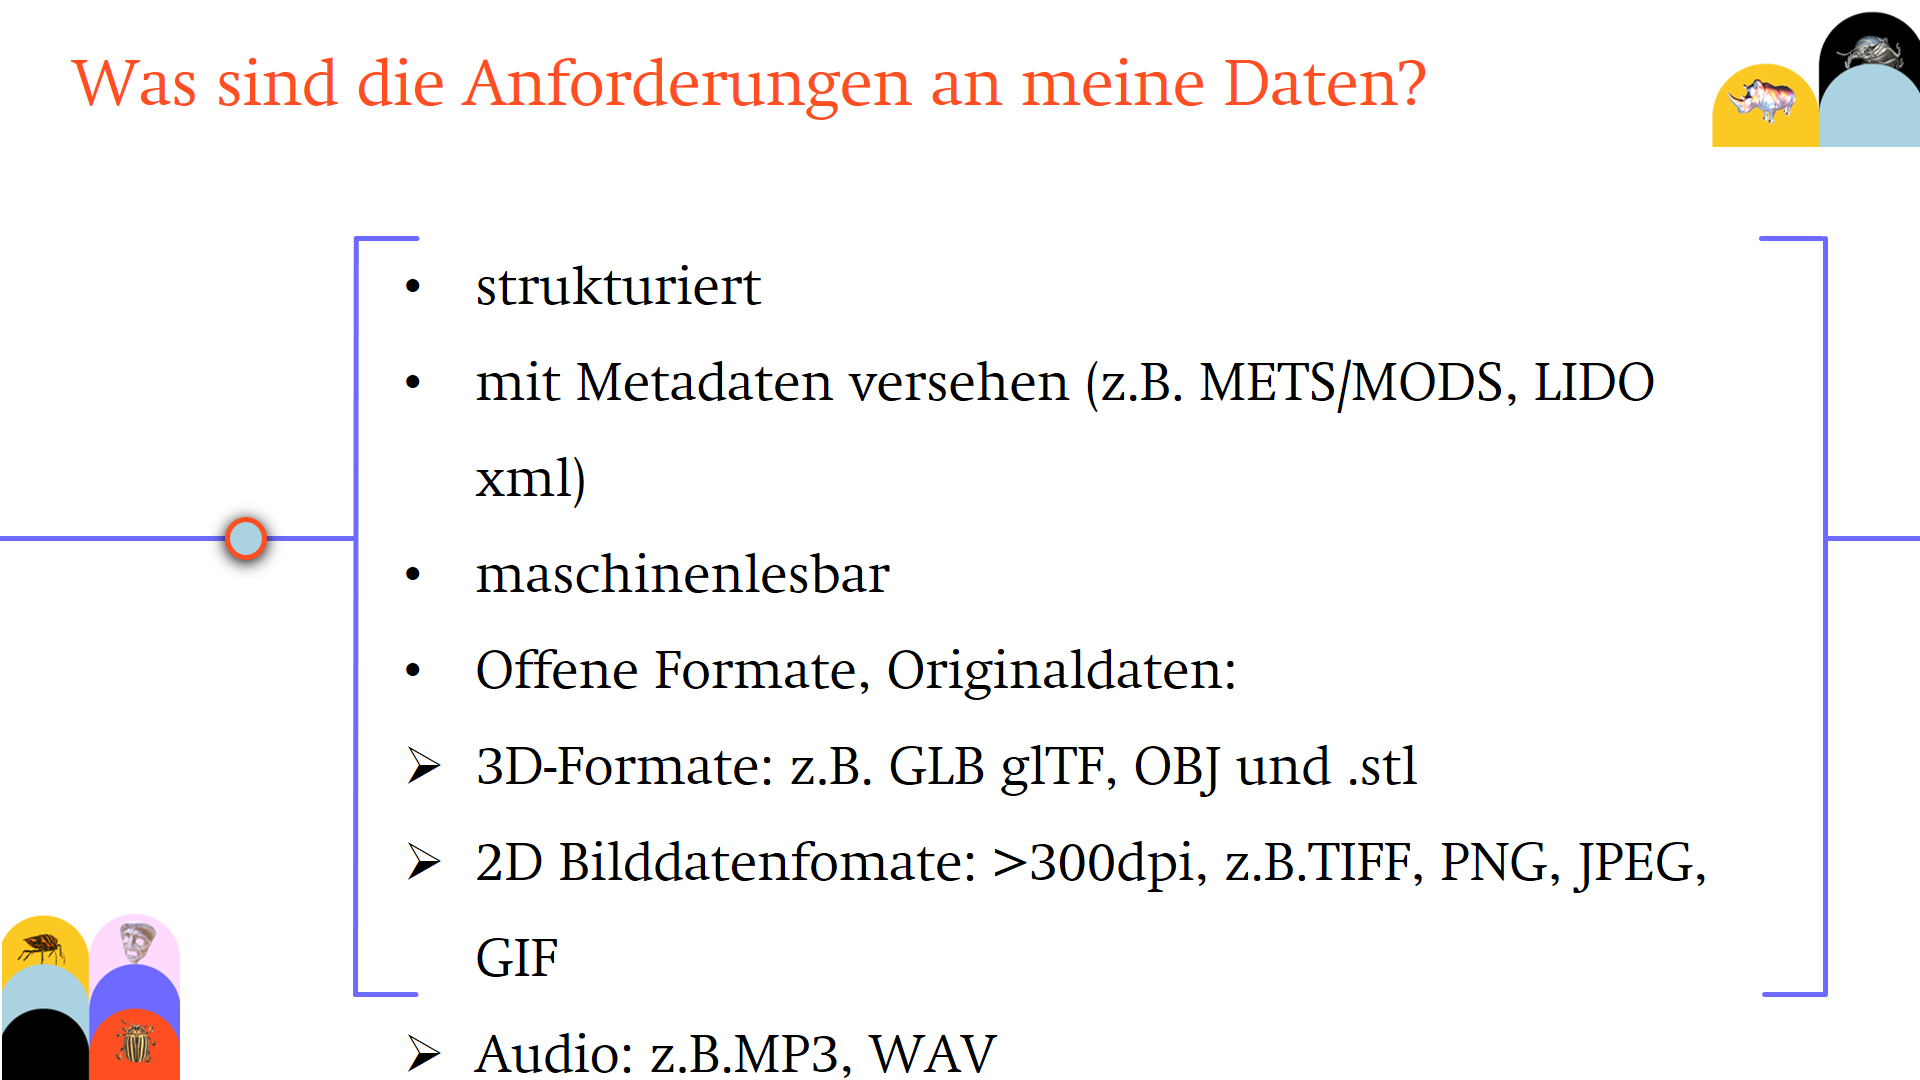 Was sind die Anforderungen an meine Daten?
• strukturiert
• mit Metadaten versehen (z.B. METS/MODS, LIDO
xml)
• maschinenlesbar
• Offene Formate, Originaldaten:
➢ 3D-Formate: z.B. GLB glTF, OBJ und .stl
➢ 2D Bilddatenfomate: >300dpi, z.B.TIFF, PNG, JPEG,
GIF
➢ Audio: z.B.MP3, WAV